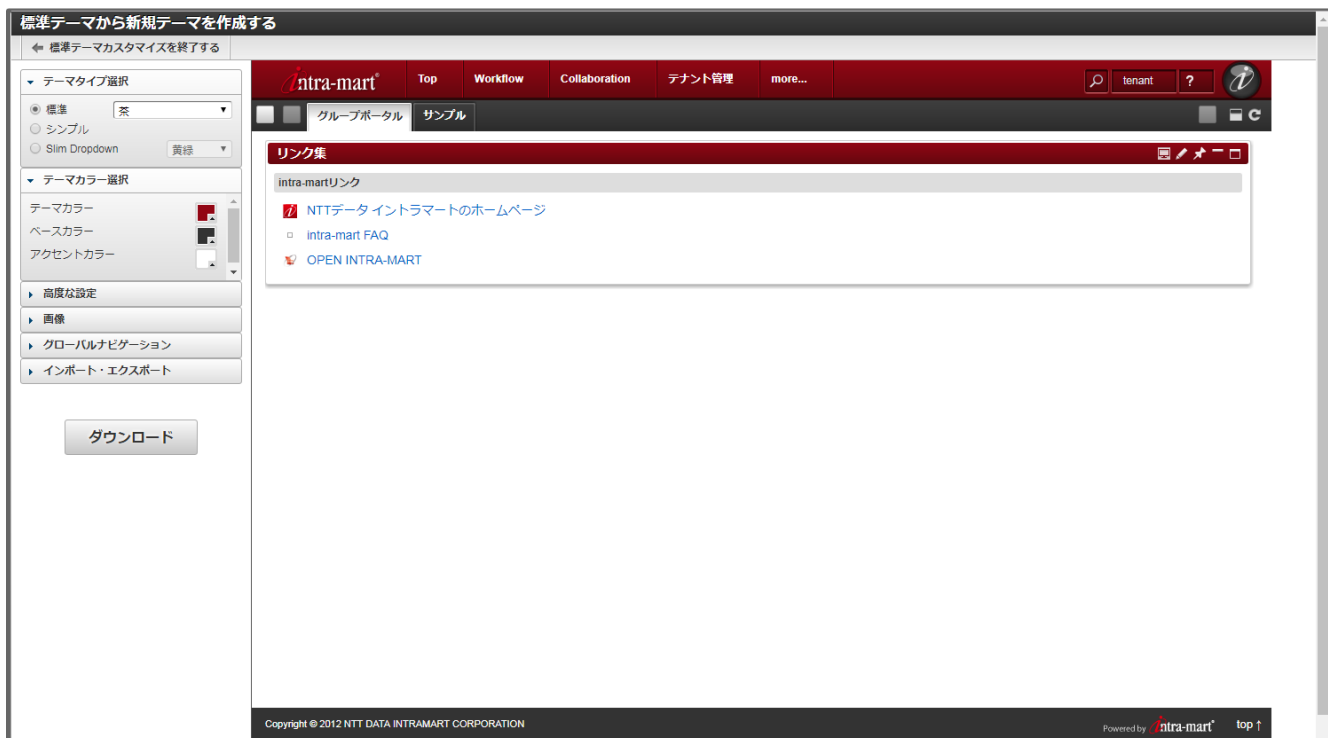 標準テーマから新規テーマを作成する
標準テーマカスタマイズを終了する
テーマタイプ選択
標準 茶
シンプル
Slim Dropdown 黄緑
テーマカラー選択
テーマカラー
ベースカラー
アクセントカラー
高度な設定
画像
グローバルナビゲーション
インポート・エクスポート
ダウンロード
intra-mart® Top Workflow Collaboration テナント管理 more... tenant ?
グループポータル サンプル
リンク集
intra-martリンク
NTTデータ イントラマートのホームページ
intra-mart FAQ
OPEN INTRA-MART
Copyright © 2012 NTT DATA INTRAMART CORPORATION
Powered by intra-mart® top↑